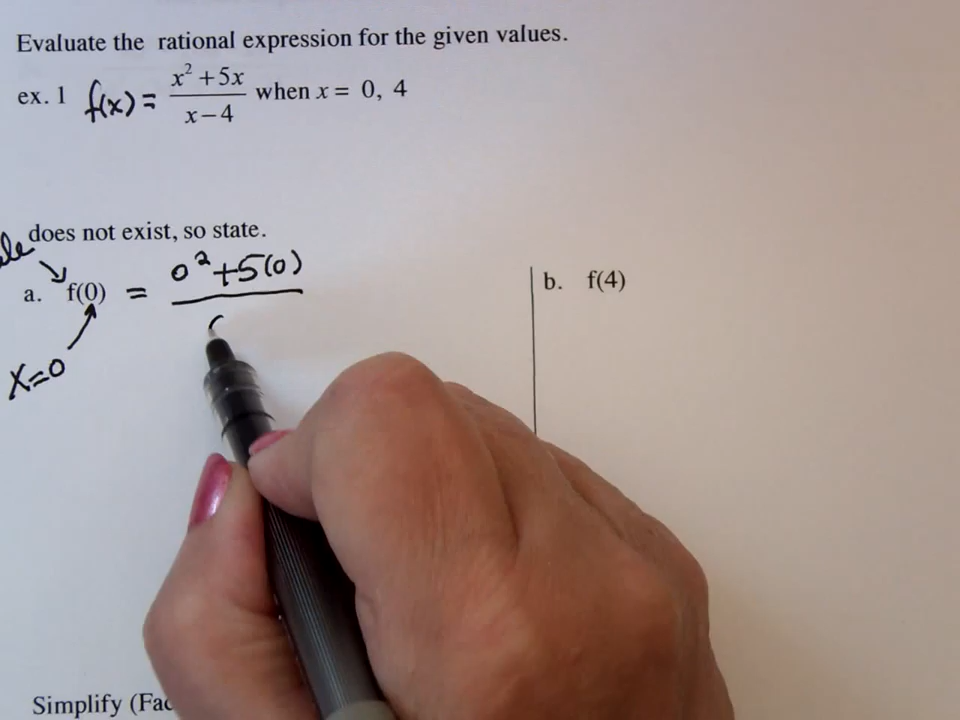 Evaluate the rational expression for the given values.
ex. 1 f(x) = x² + 5x / x - 4 when x = 0, 4
does not exist, so state.
a. f(0) = 0² + 5(0)
b. f(4)
x=0
Simplify